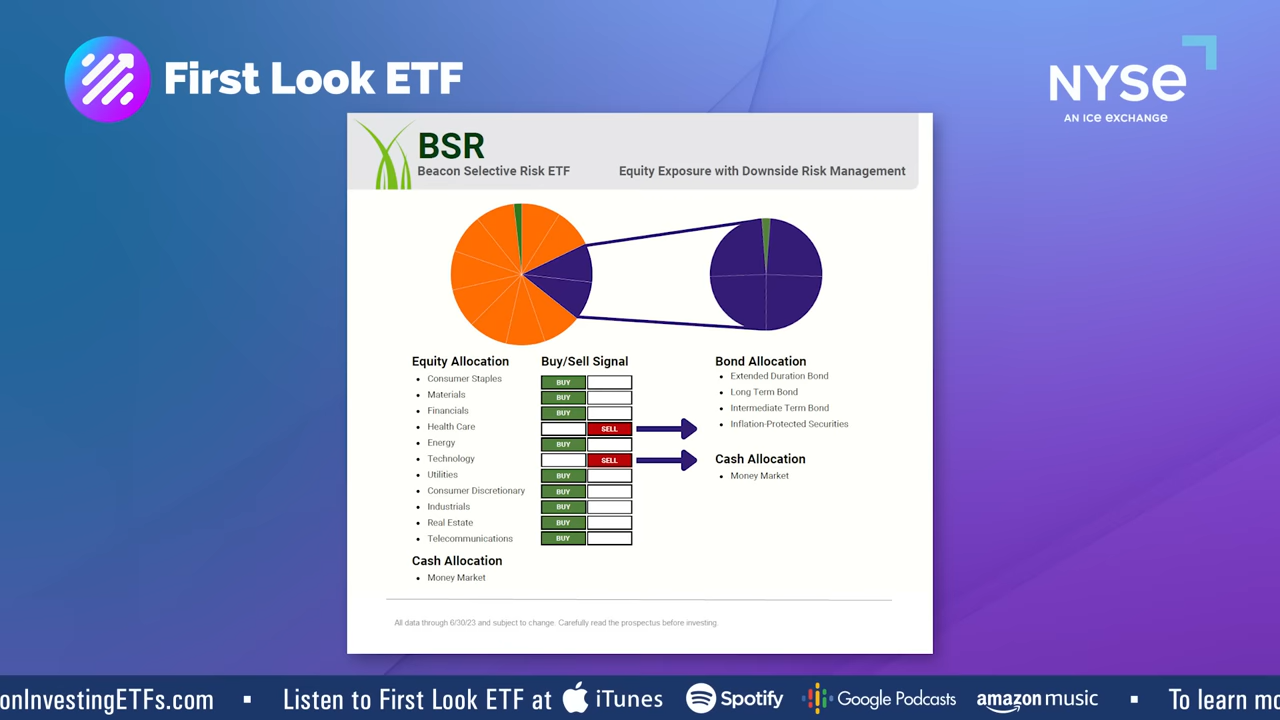 First Look ETF
NYSE
AN ICE EXCHANGE
BSR
Beacon Selective Risk ETF
Equity Exposure with Downside Risk Management
Equity Allocation
Buy/Sell Signal
Consumer Staples BUY
Materials BUY
Financials BUY
Health Care SELL
Energy BUY
Technology SELL
Utilities BUY
Consumer Discretionary BUY
Industrials BUY
Real Estate BUY
Telecommunications BUY
Cash Allocation
Money Market
Bond Allocation
Extended Duration Bond
Long Term Bond
Intermediate Term Bond
Inflation-Protected Securities
Cash Allocation
Money Market
All data through 6/30/23 and subject to change. Carefully read the prospectus before investing.
onInvestingETFs.com ▪ Listen to First Look ETF at iTunes Spotify Google Podcasts amazon music ▪ To learn mo